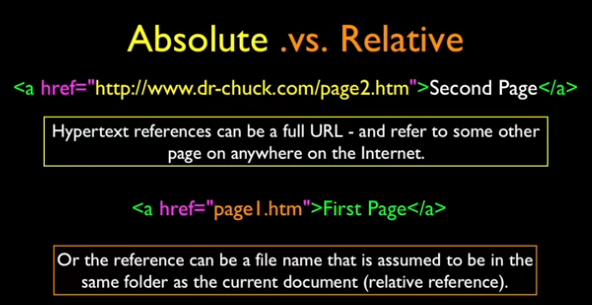 Absolute .vs. Relative
<a href="http://www.dr-chuck.com/page2.htm">Second Page</a>
Hypertext references can be a full URL - and refer to some other
page on anywhere on the Internet.
<a href="page1.htm">First Page</a>
Or the reference can be a file name that is assumed to be in the
same folder as the current document (relative reference).